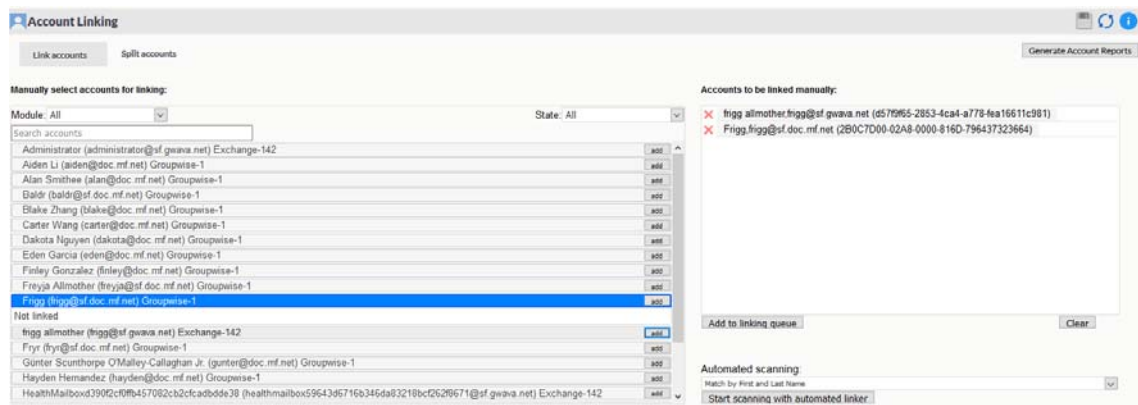 Account Linking
Link accounts
Split accounts
Generate Account Reports
Manually select accounts for linking:
Module: All
State: All
Search accounts
Administrator (administrator@sf.gwava.net) Exchange-142 add
Aiden Li (aiden@doc.mf.net) Groupwise-1 add
Alan Smithee (alan@doc.mf.net) Groupwise-1 add
Baldr (baldr@sf.doc.mf.net) Groupwise-1 add
Blake Zhang (blake@doc.mf.net) Groupwise-1 add
Carter Wang (carter@doc.mf.net) Groupwise-1 add
Dakota Nguyen (dakota@doc.mf.net) Groupwise-1 add
Eden Garcia (eden@doc.mf.net) Groupwise-1 add
Finley Gonzalez (finley@doc.mf.net) Groupwise-1 add
Freyja Allmother (freyja@sf.doc.mf.net) Groupwise-1 add
Frigg (frigg@sf.doc.mf.net) Groupwise-1 add
Not linked
frigg allmother (frigg@sf.gwava.net) Exchange-142 add
Fryr (fryr@sf.doc.mf.net) Groupwise-1 add
Gunter Scunthorpe O'Malley-Callaghan Jr. (gunter@doc.mf.net) Groupwise-1 add
Hayden Hernandez (hayden@doc.mf.net) Groupwise-1 add
Exchange-142 add
Accounts to be linked manually:
frigg allmother,frigg@sf.gwava.net (d57f9f65-2853-4ca4-a778-fea16611c981)
Frigg,frigg@sf.doc.mf.net (2B0C7D00-02A8-0000-816D-796437323664)
Add to linking queue
Clear
Automated scanning:
Match by First and Last Name
Start scanning with automated linker